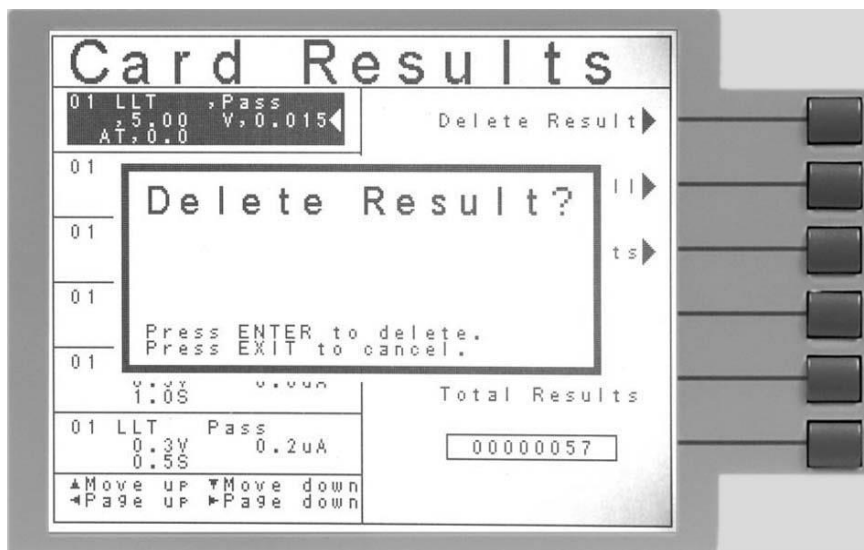 Card Results
01 LLT ,Pass
,5.00 V,0.015
AT,0.0
Delete Result
01
ll
Delete Result?
01
ts
01
Press ENTER to delete.
Press EXIT to cancel.
01
1.0S
Total Results
01 LLT Pass
0.3V 0.2uA
0.5S
00000057
▲Move up ▼Move down
◄Page up ►Page down